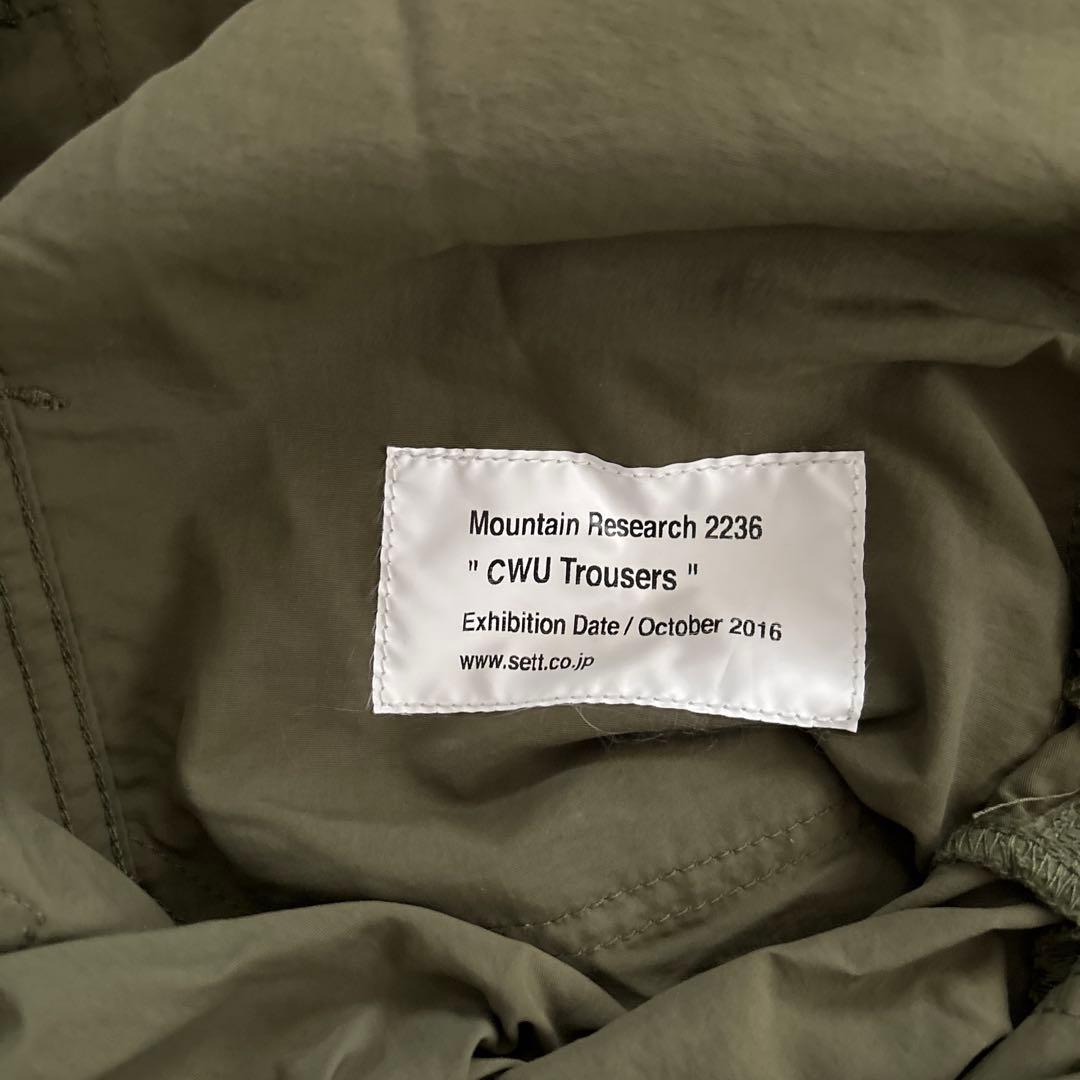 Mountain Research 2236
" CWU Trousers "
Exhibition Date / October 2016
www.sett.co.jp